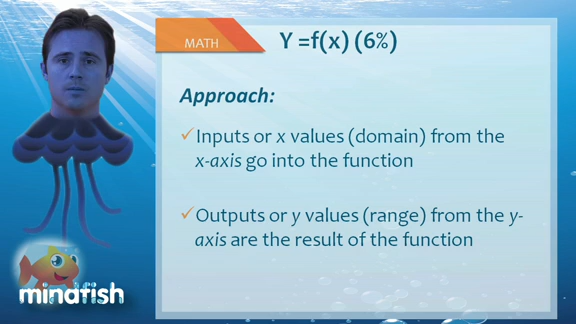 MATH
Y =f(x) (6%)
Approach:
Inputs or x values (domain) from the
x-axis go into the function
Outputs or y values (range) from the y-
axis are the result of the function
mindfish